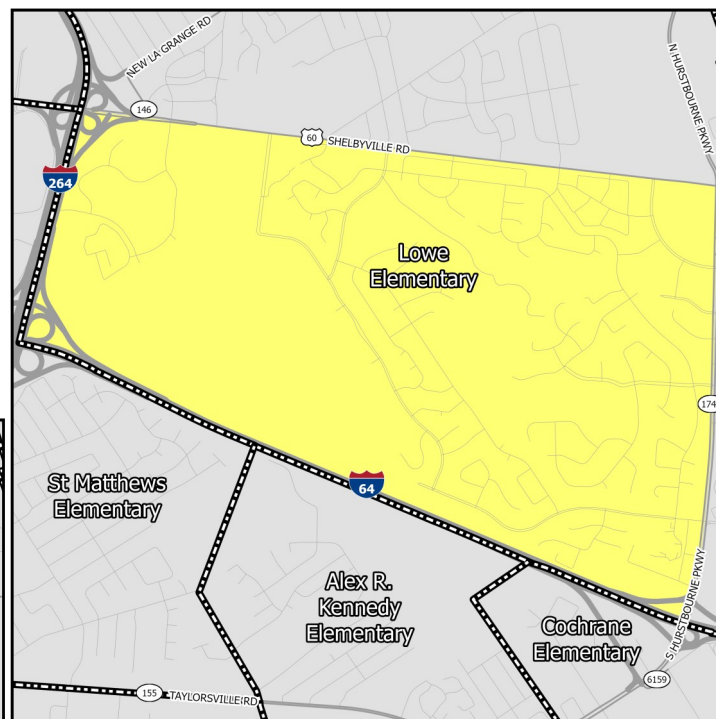 NEW LA GRANGE RD
N HURSTBOURNE PKWY
146
60
SHELBYVILLE RD
264
Lowe
Elementary
174
64
St Matthews
Elementary
Alex R.
Kennedy
Elementary
Cochrane
Elementary
S HURSTBOURNE PKWY
6159
155
TAYLORSVILLE RD